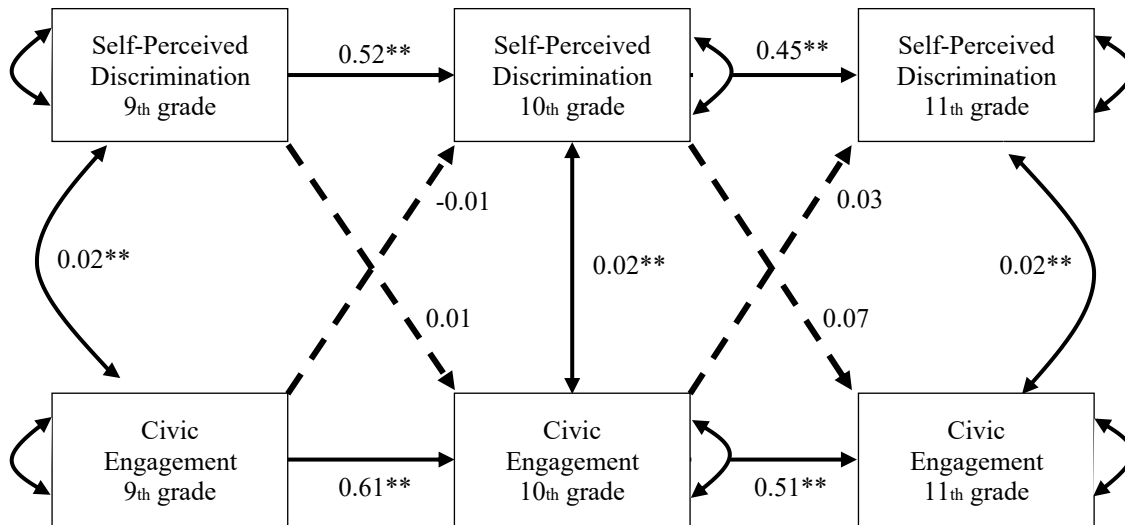 Self-Perceived
Discrimination
9th grade
0.52**
Self-Perceived
Discrimination
10th grade
0.45**
Self-Perceived
Discrimination
11th grade
-0.01
0.03
0.02**
0.02**
0.02**
0.01
0.07
Civic
Engagement
9th grade
0.61**
Civic
Engagement
10th grade
0.51**
Civic
Engagement
11th grade